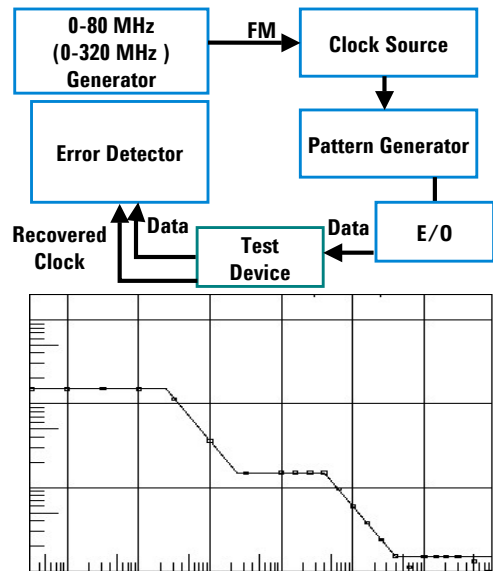 0-80 MHz
(0-320 MHz )
Generator
FM
Clock Source
Error Detector
Pattern Generator
E/O
Data
Test
Device
Data
Recovered
Clock